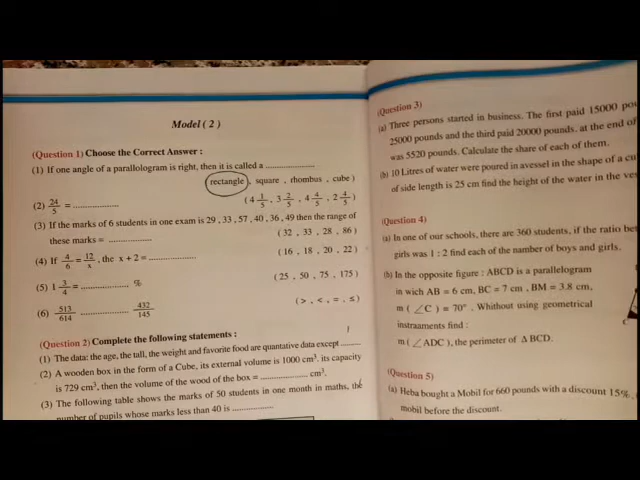 Model ( 2 )
(Question 1) Choose the Correct Answer :
(1) If one angle of a parallologram is right, then it is called a ..................
rectangle , square , rhombus , cube )
(2) 24/5 = ..................
( 4 1/5 , 3 2/5 , 4 4/5 , 2 4/5 )
(3) If the marks of 6 students in one exam is 29 , 33 , 57 , 40 , 36 , 49 then the range of
these marks = ..................
( 32 , 33 , 28 , 86 )
(4) If 4/6 = 12/x , the x + 2 = ..................
( 16 , 18 , 20 , 22 )
(5) 1 3/4 = .................. %
( 25 , 50 , 75 , 175 )
(6) 513/614 .................. 432/145
( > , < , = , ≤ )
(Question 2) Complete the following statements :
(1) The data: the age, the tall, the weight and favorite food are quantative data except ........
(2) A wooden box in the form of a Cube, its external volume is 1000 cm³. its capacity
is 729 cm³, then the volume of the wood of the box = .................. cm³.
(3) The following table shows the marks of 50 students in one month in maths, the
number of pupils whose marks less than 40 is ..................
(Question 3)
(a) Three persons started in business. The first paid 15000
25000 pounds and the third paid 20000 pounds, at the end of
was 5520 pounds. Calculate the share of each of them.
(b) 10 Litres of water were poured in avessel in the shape of a
of side length is 25 cm find the height of the water in the
(Question 4)
(a) In one of our schools, there are 360 students, if the ratio
girls was 1 : 2 find each of the number of boys and girls.
(b) In the opposite figure : ABCD is a parallelogram
in wich AB = 6 cm, BC = 7 cm , BM = 3.8 cm,
m ( ∠ C ) = 70° . Whithout using geometrical
instraaments find :
m ( ∠ ADC ), the perimeter of Δ BCD.
C
(Question 5)
(a) Heba bought a Mobil for 660 pounds with a discount 15%
mobil before the discount.